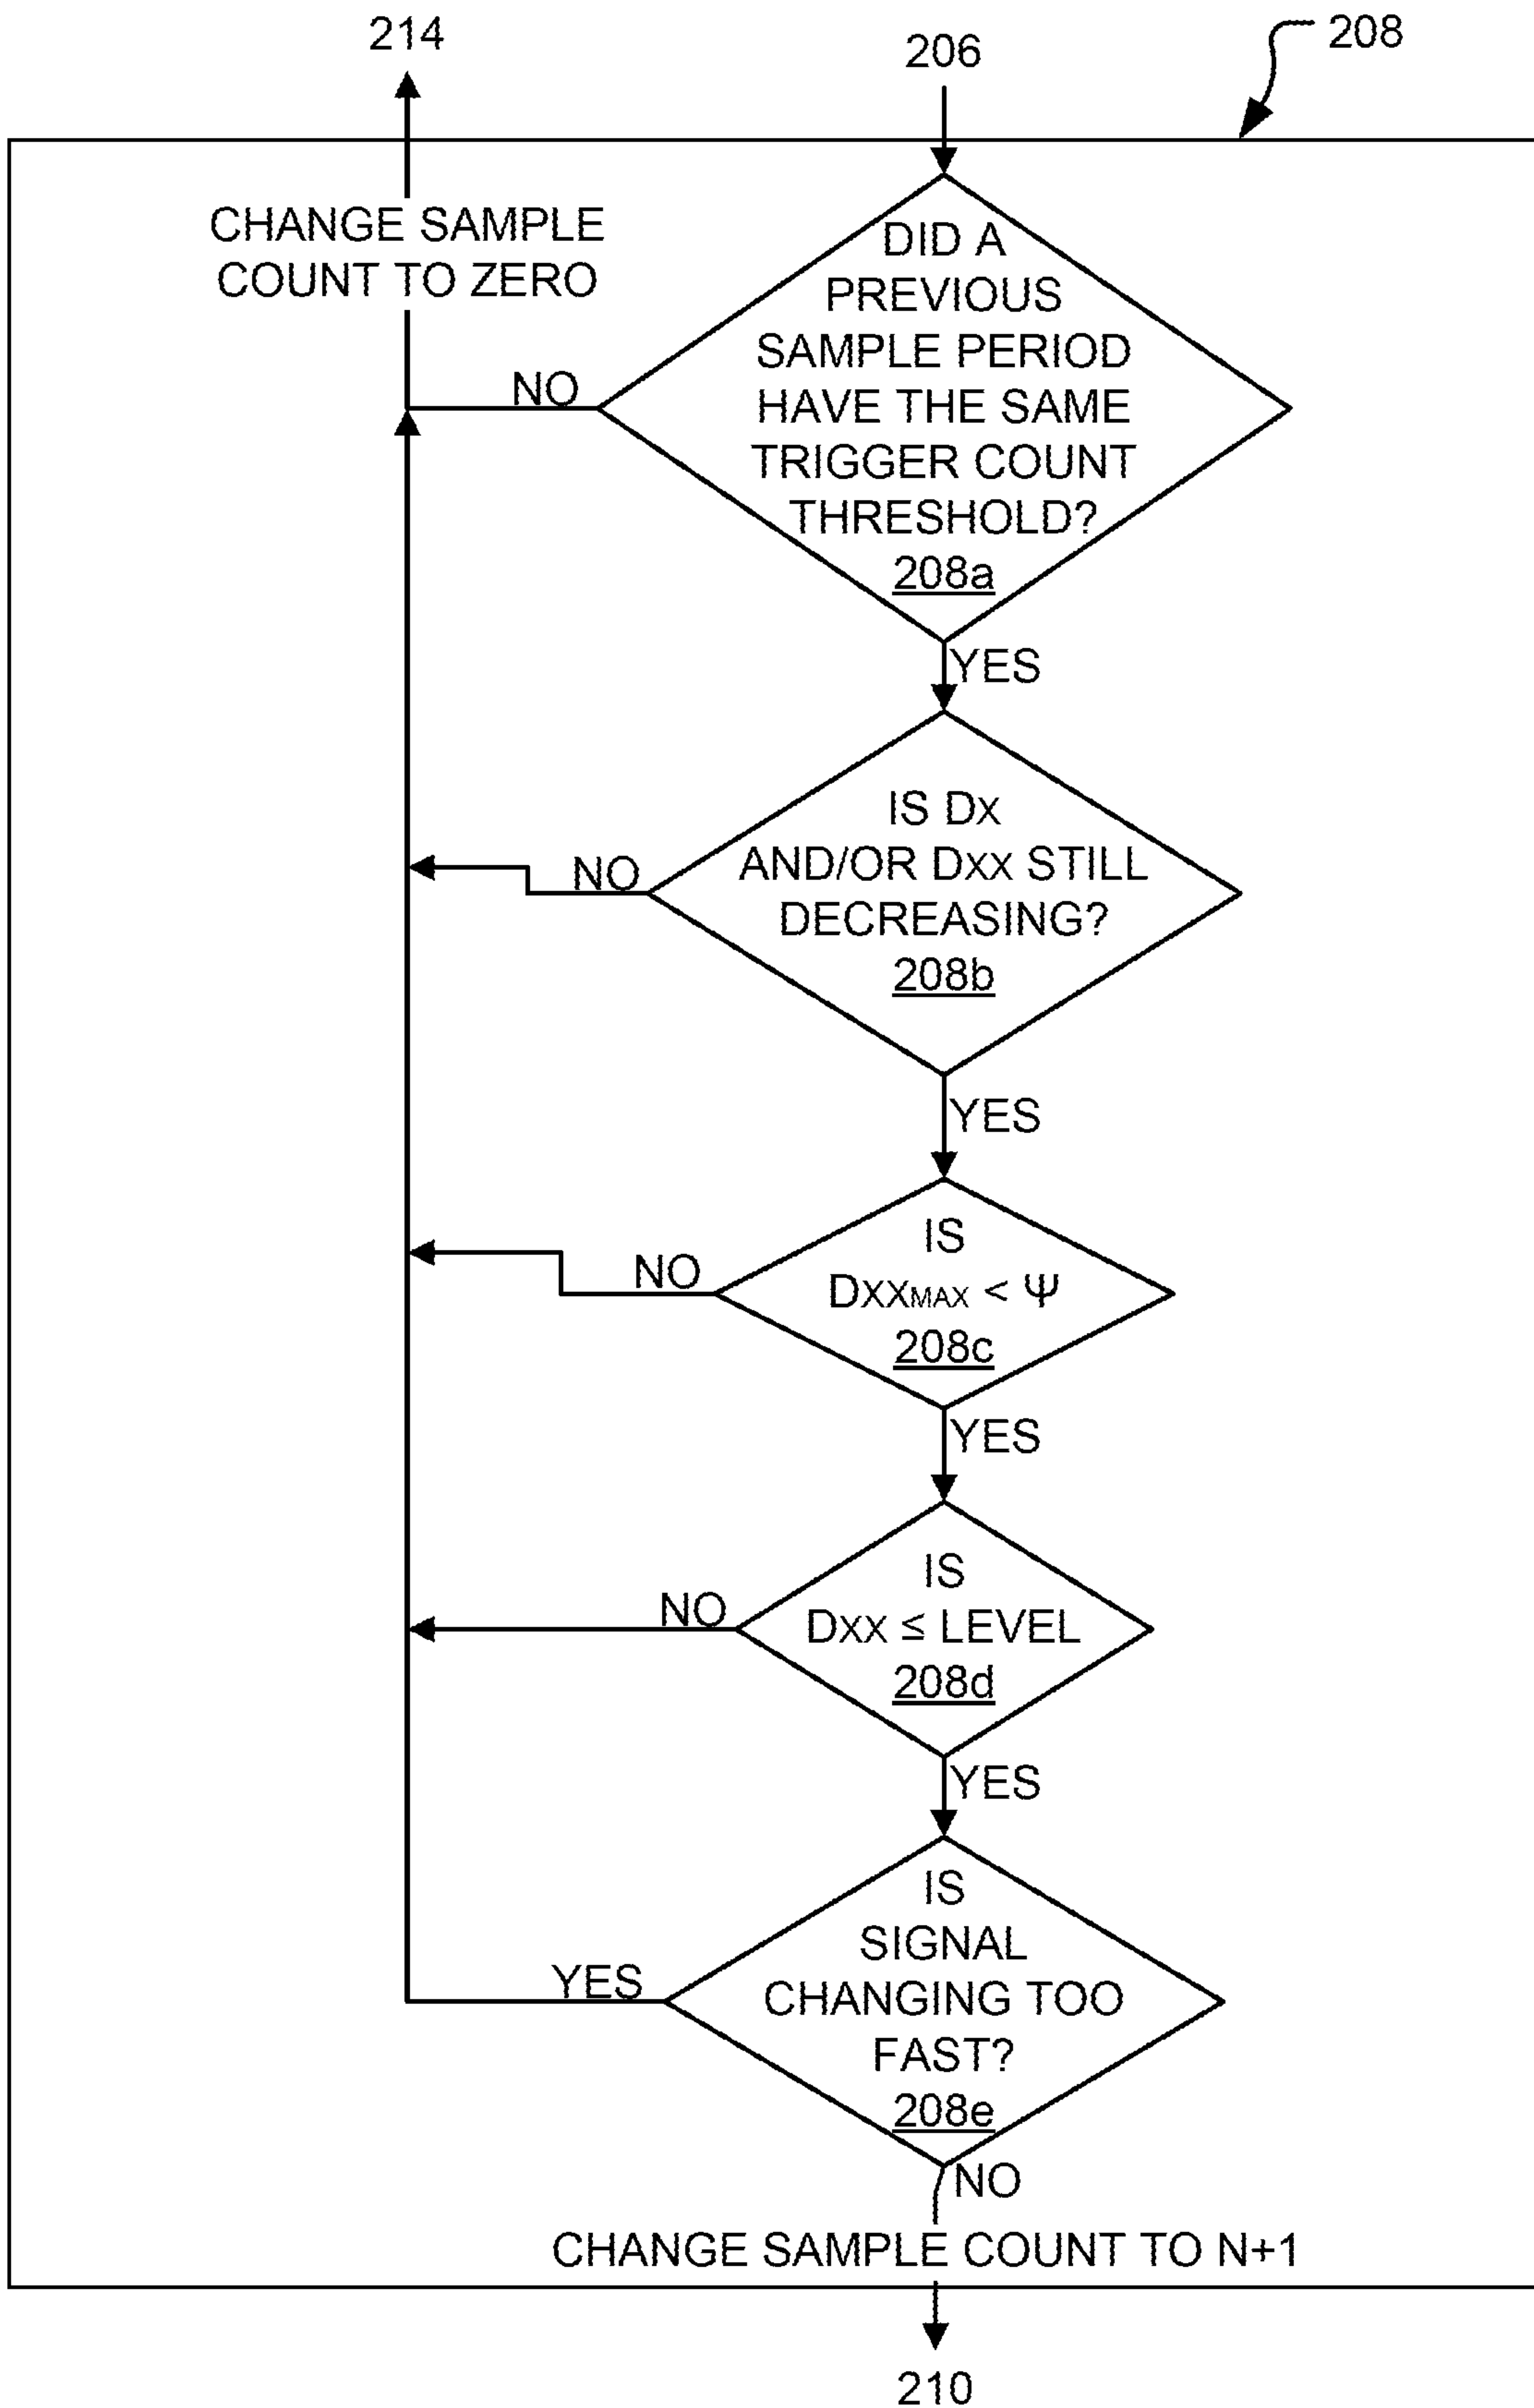 214
206
208
CHANGE SAMPLE
COUNT TO ZERO
DID A
PREVIOUS
SAMPLE PERIOD
HAVE THE SAME
TRIGGER COUNT
THRESHOLD?
208a
NO
YES
IS DX
AND/OR DXX STILL
DECREASING?
208b
NO
YES
IS
DXXMAX < Ψ
208c
NO
YES
IS
DXX ≤ LEVEL
208d
NO
YES
IS
SIGNAL
CHANGING TOO
FAST?
208e
YES
NO
CHANGE SAMPLE COUNT TO N+1
210